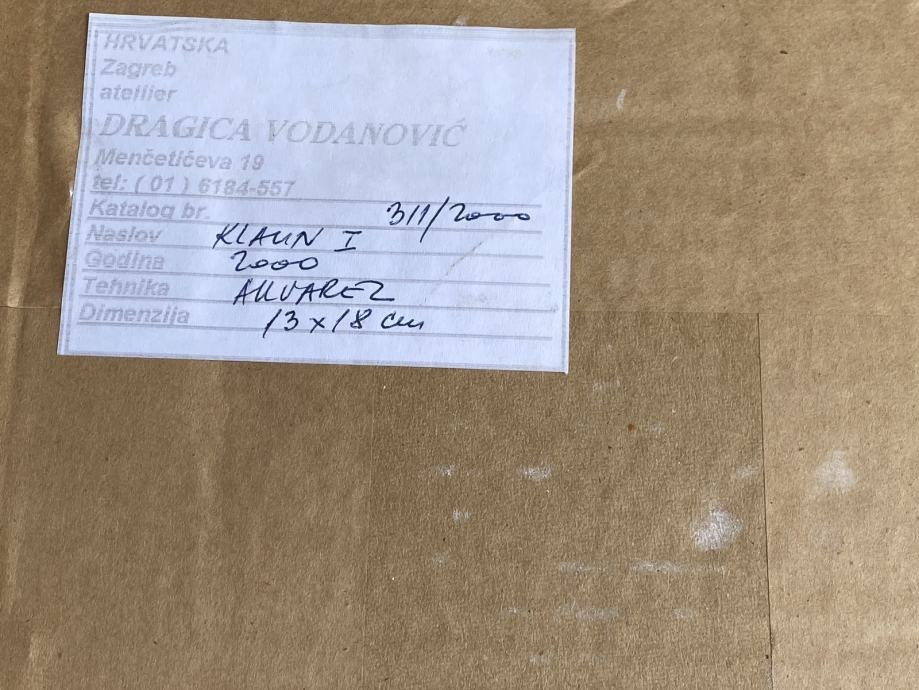 HRVATSKA
Zagreb
atellier
DRAGICA VODANOVIĆ
Menčetićeva 19
tel: ( 01 ) 6184-557
Katalog br. 311/2000
Naslov KLAUN I
Godina 2000
Tehnika AKVAREL
Dimenzija 13 x 18 cm